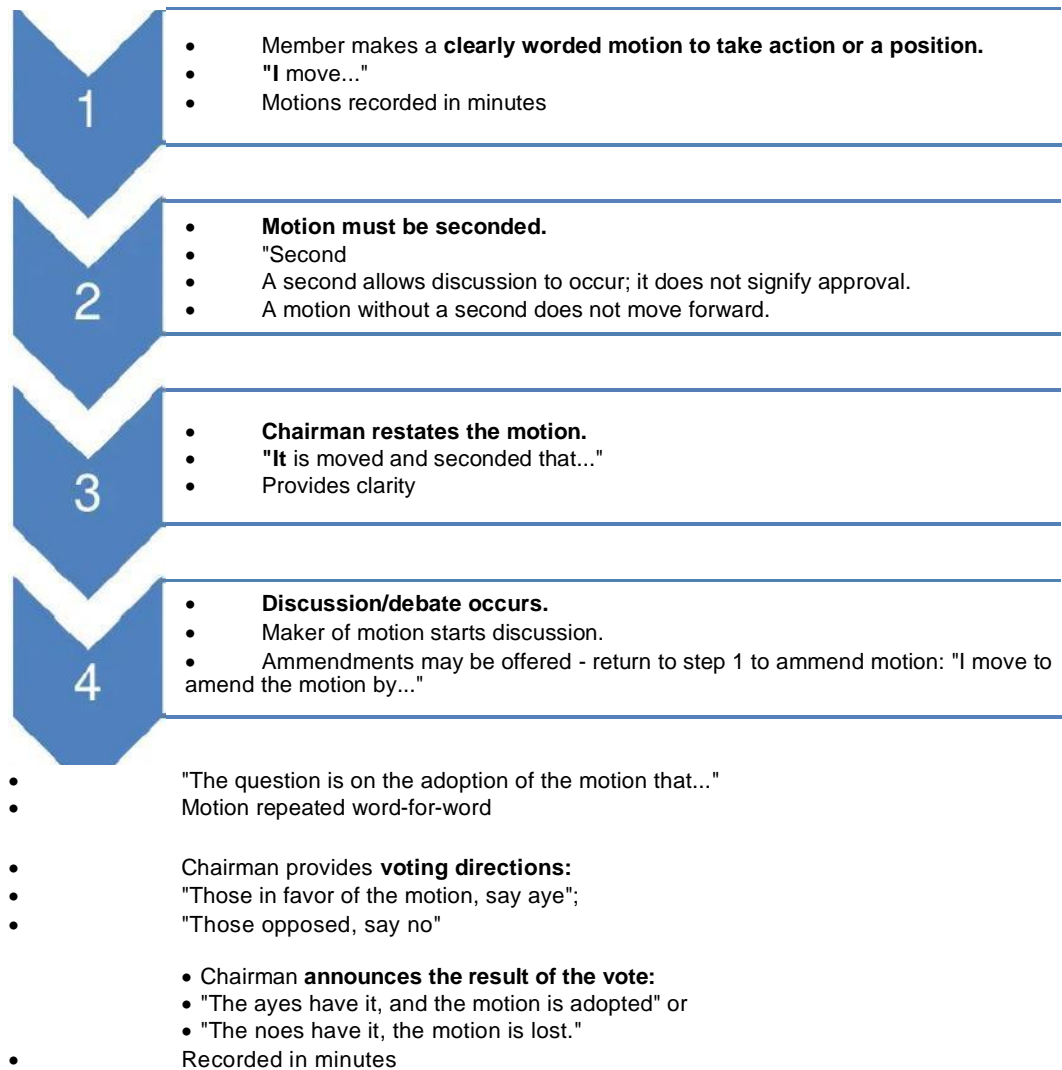 1
• Member makes a clearly worded motion to take action or a position.
• "I move..."
• Motions recorded in minutes
2
• Motion must be seconded.
• "Second
• A second allows discussion to occur; it does not signify approval.
• A motion without a second does not move forward.
3
• Chairman restates the motion.
• "It is moved and seconded that..."
• Provides clarity
4
• Discussion/debate occurs.
• Maker of motion starts discussion.
• Ammendments may be offered - return to step 1 to ammend motion: "I move to
amend the motion by..."
• "The question is on the adoption of the motion that..."
• Motion repeated word-for-word
• Chairman provides voting directions:
• "Those in favor of the motion, say aye";
• "Those opposed, say no"
• Chairman announces the result of the vote:
• "The ayes have it, and the motion is adopted" or
• "The noes have it, the motion is lost."
• Recorded in minutes